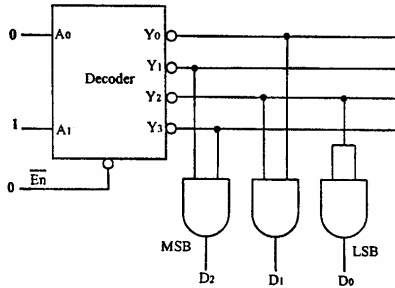 0 A0 Y0
Y1
Decoder
Y2
1 A1 Y3
0 En
MSB LSB
D2 D1 D0